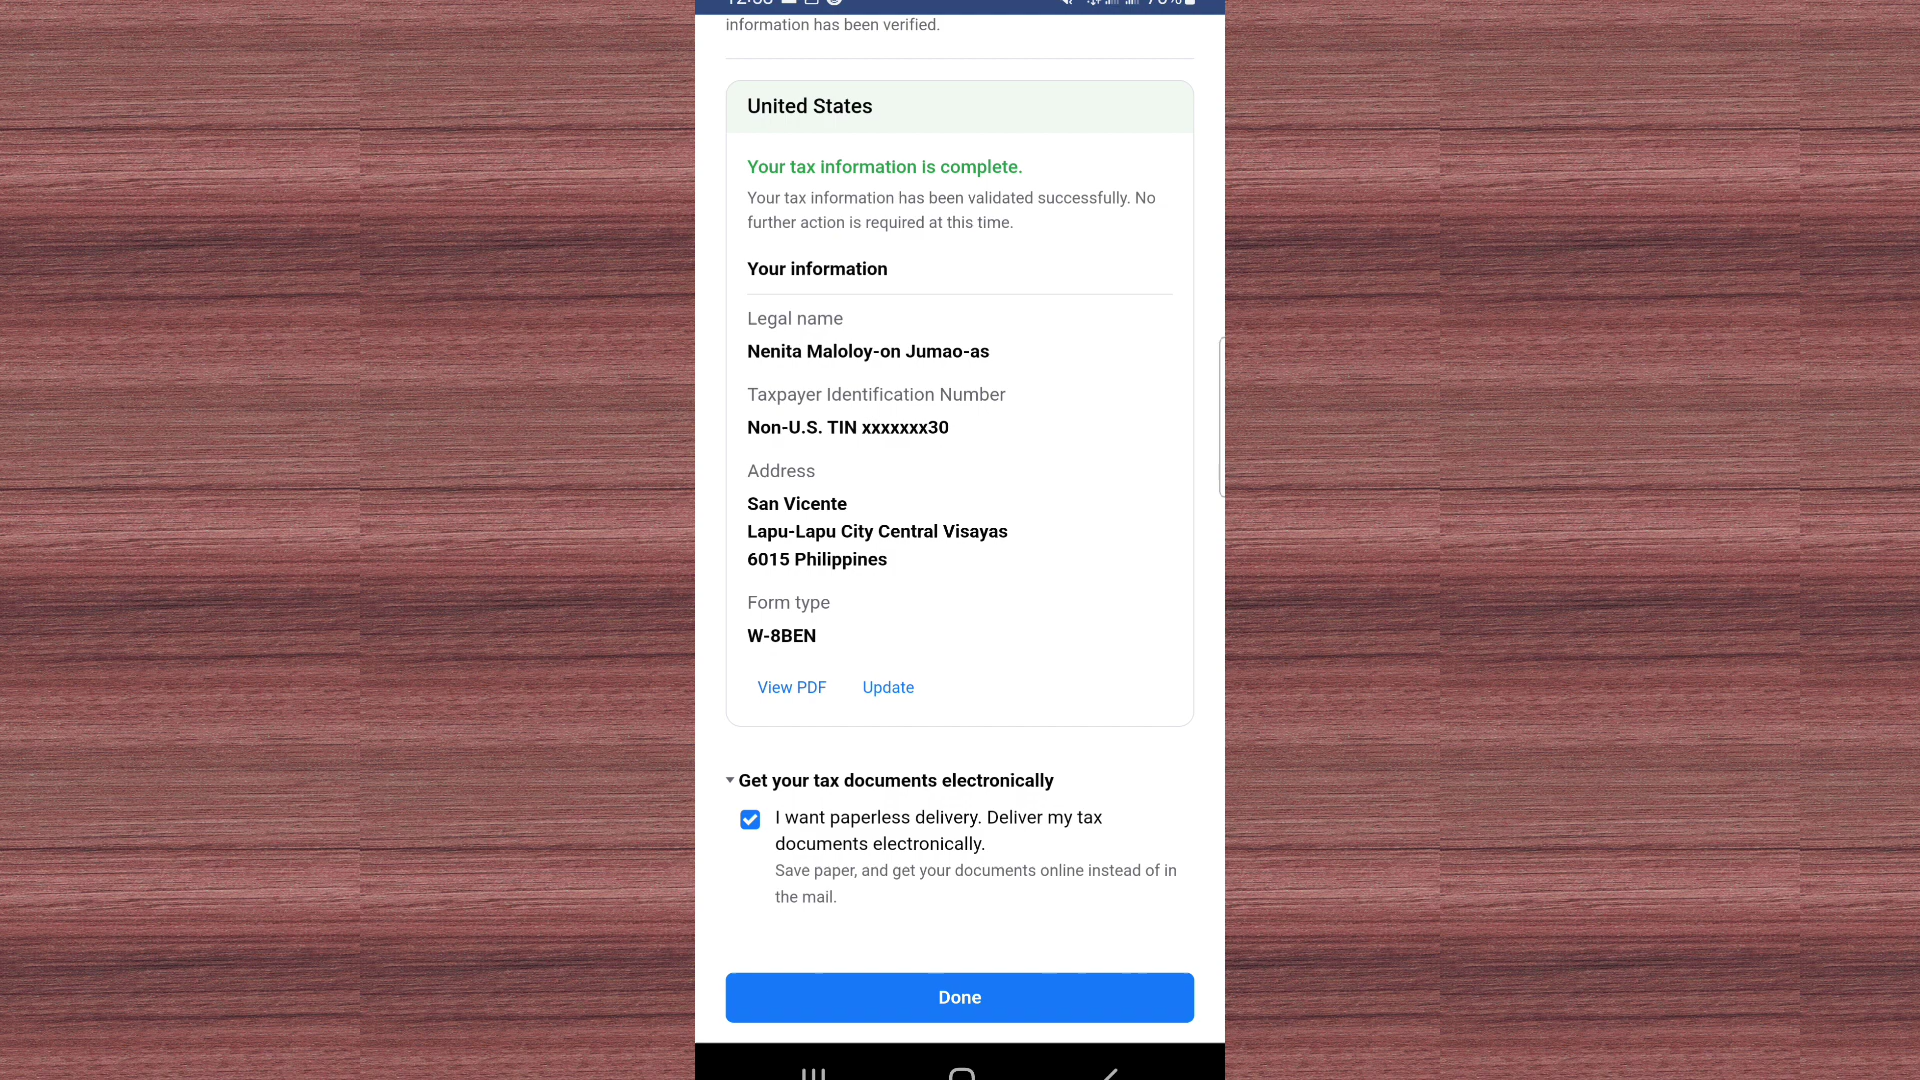 information has been verified.
United States
Your tax information is complete.
Your tax information has been validated successfully. No
further action is required at this time.
Your information
Legal name
Nenita Maloloy-on Jumao-as
Taxpayer Identification Number
Non-U.S. TIN xxxxxxx30
Address
San Vicente
Lapu-Lapu City Central Visayas
6015 Philippines
Form type
W-8BEN
View PDF Update
Get your tax documents electronically
I want paperless delivery. Deliver my tax
documents electronically.
Save paper, and get your documents online instead of in
the mail.
Done